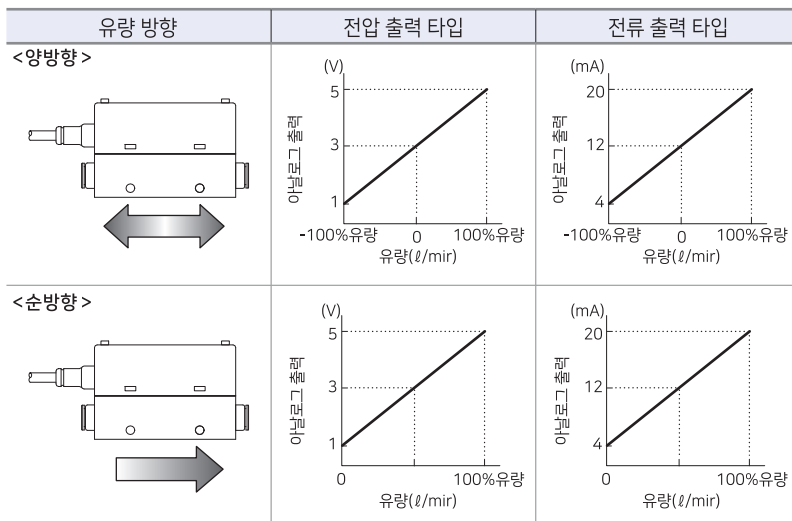 유량 방향 전압 출력 타입 전류 출력 타입
<양방향>
(V)
아날로그 출력
5
3
1
-100%유량 0 100%유량
유량(ℓ/mir)
(mA)
아날로그 출력
20
12
4
-100%유량 0 100%유량
유량(ℓ/mir)
<순방향>
(V)
아날로그 출력
5
3
1
0 100%유량
유량(ℓ/mir)
(mA)
아날로그 출력
20
12
4
0 100%유량
유량(ℓ/mir)